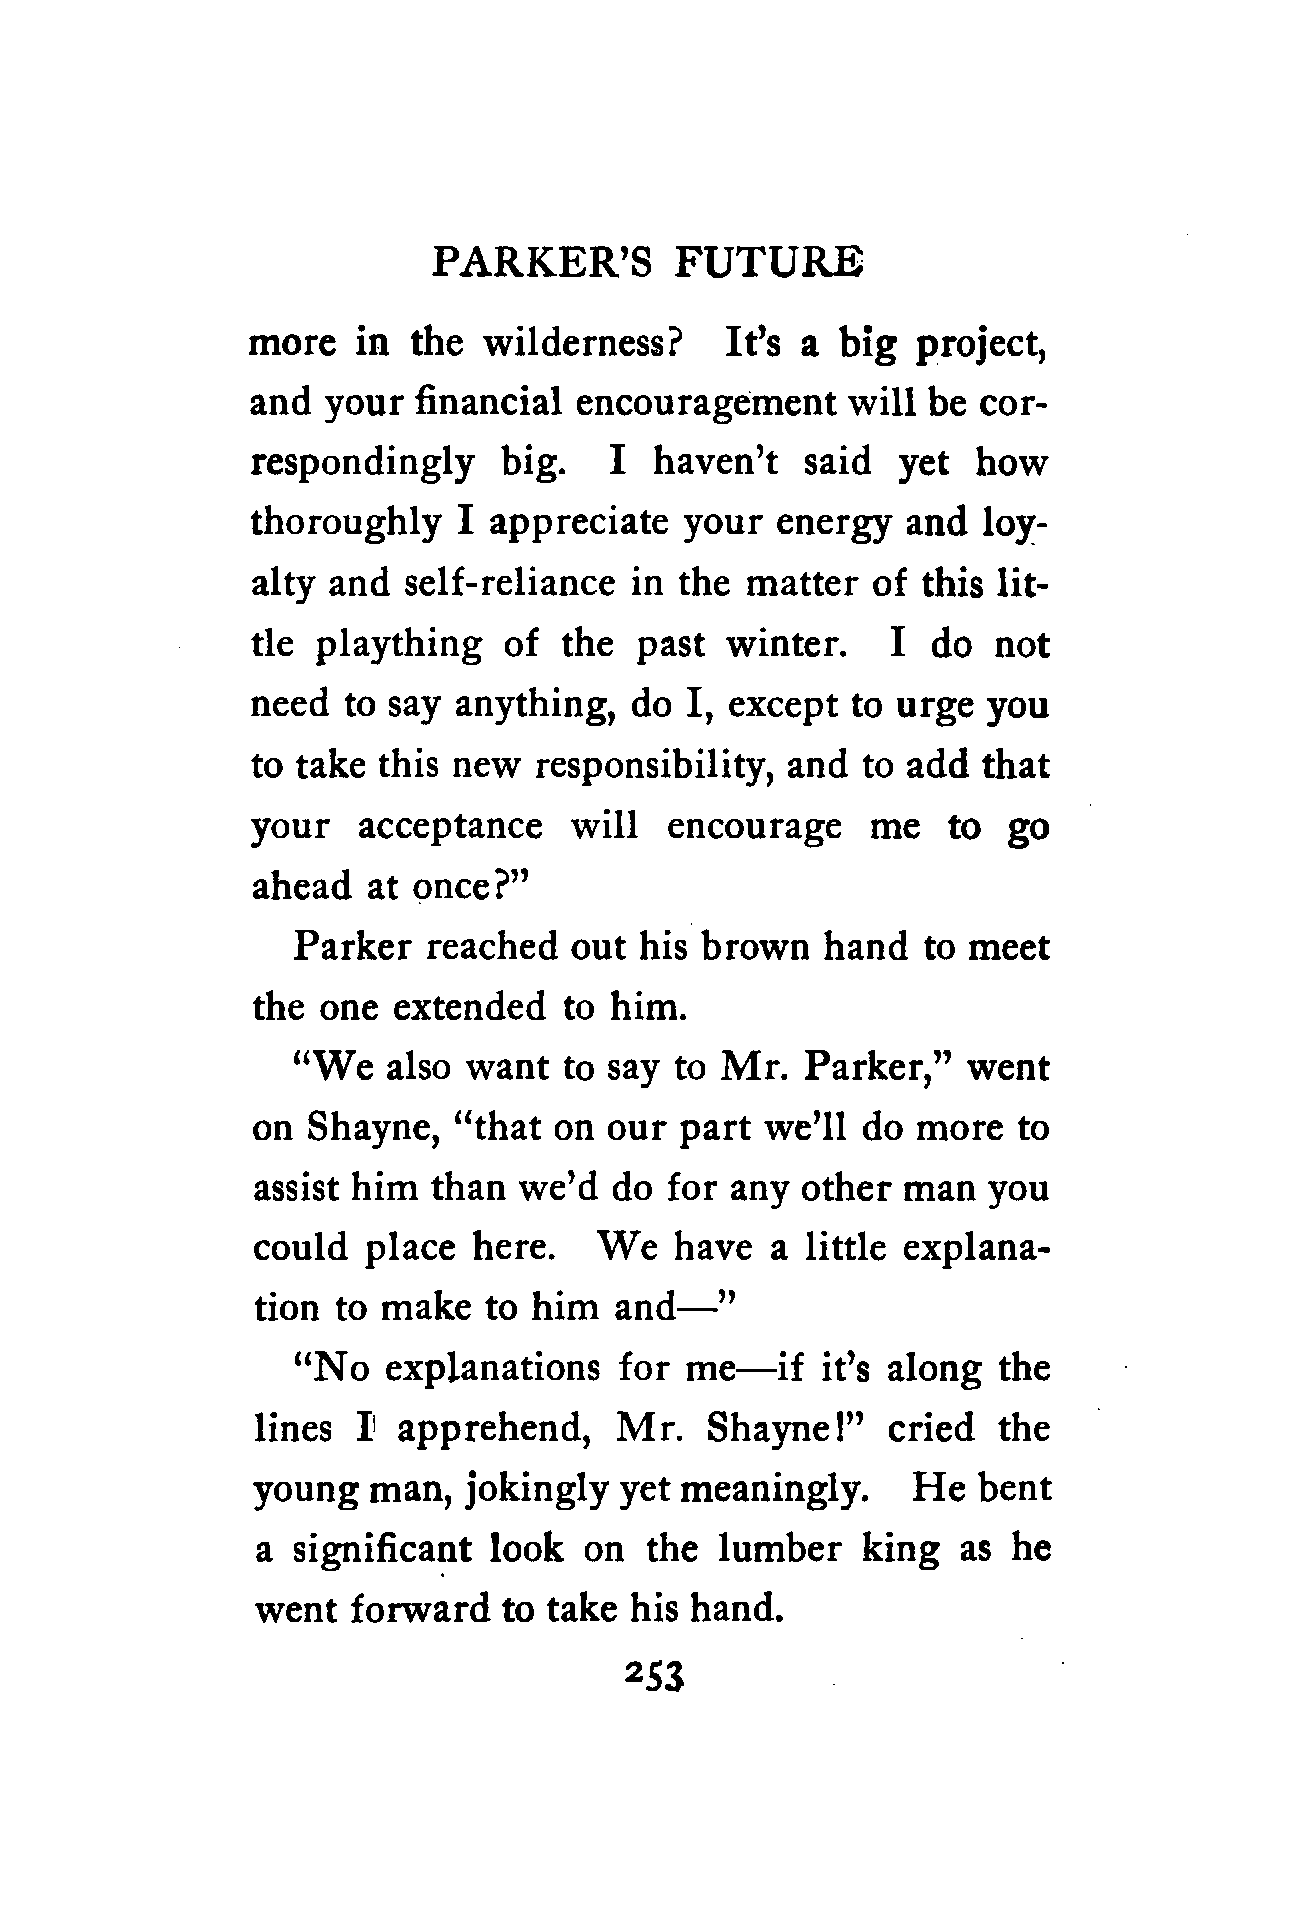 PARKER'S FUTURE
more in the wilderness? It's a big project,
and your financial encouragement will be cor-
respondingly big. I haven't said yet how
thoroughly I appreciate your energy and loy-
alty and self-reliance in the matter of this lit-
tle plaything of the past winter. I do not
need to say anything, do I, except to urge you
to take this new responsibility, and to add that
your acceptance will encourage me to go
ahead at once?"
Parker reached out his brown hand to meet
the one extended to him.
"We also want to say to Mr. Parker," went
on Shayne, "that on our part we'll do more to
assist him than we'd do for any other man you
could place here. We have a little explana-
tion to make to him and—"
"No explanations for me—if it's along the
lines I apprehend, Mr. Shayne!" cried the
young man, jokingly yet meaningly. He bent
a significant look on the lumber king as he
went forward to take his hand.
253